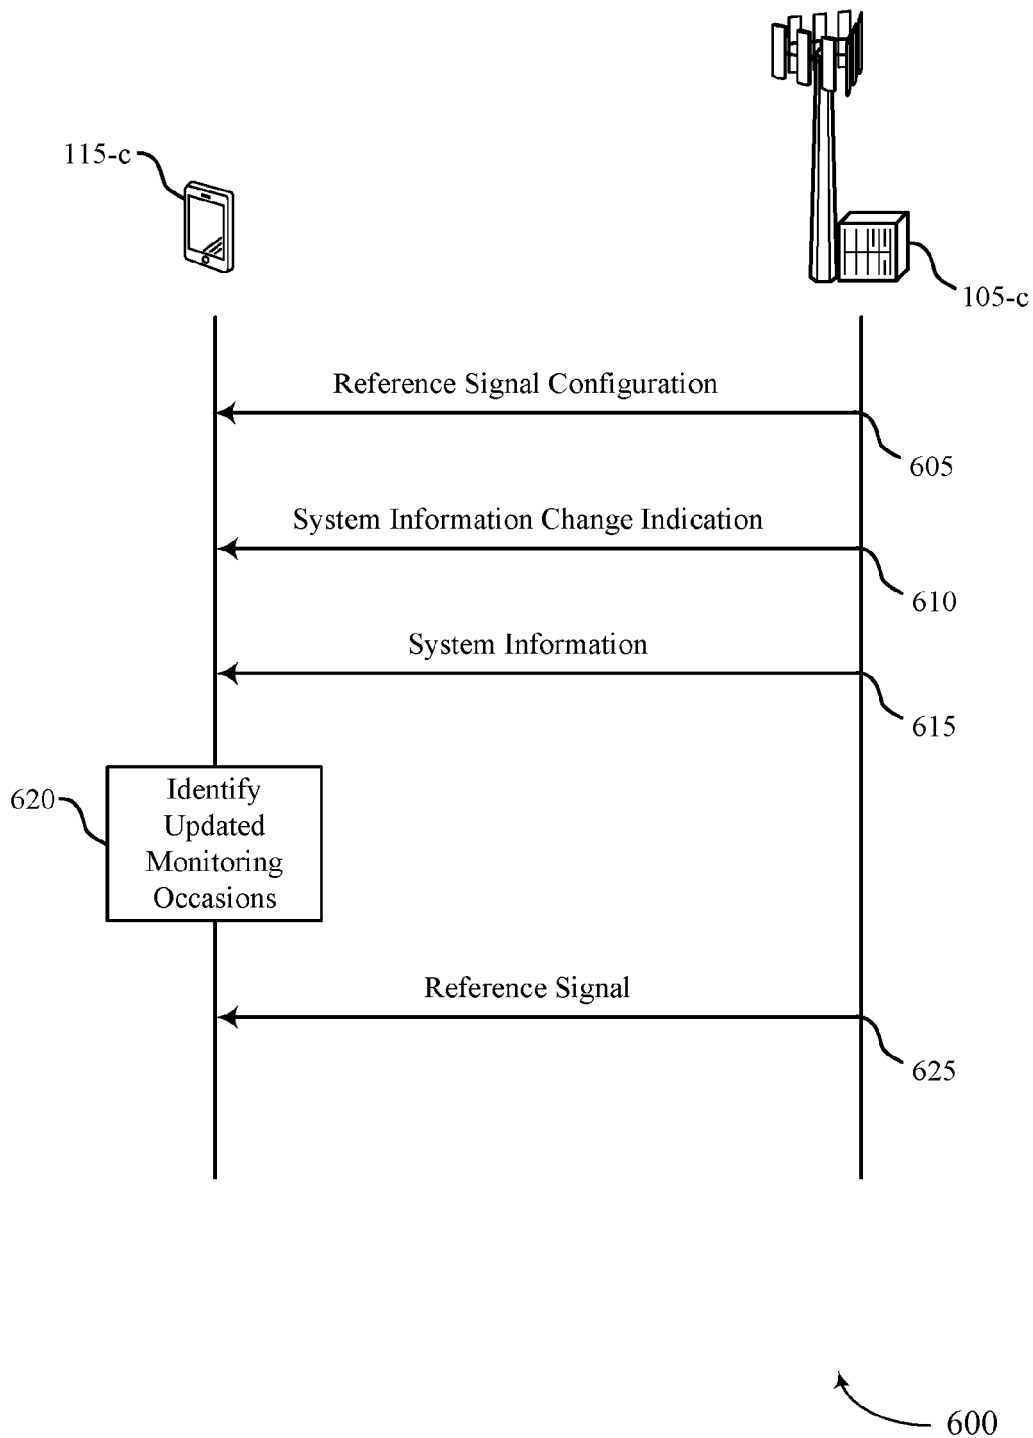 115-c
105-c
Reference Signal Configuration
605
System Information Change Indication
610
System Information
615
620
Identify
Updated
Monitoring
Occasions
Reference Signal
625
600